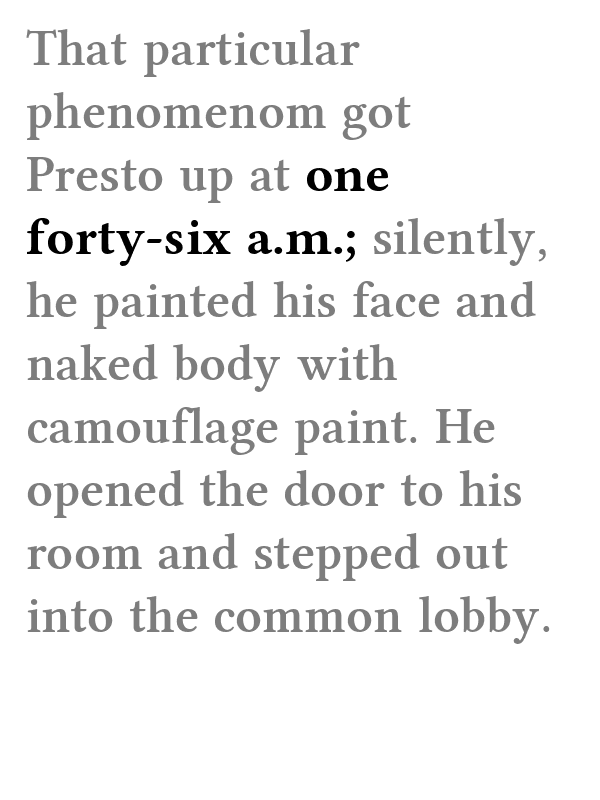 That particular
phenomenom got
Presto up at one
forty-six a.m.; silently,
he painted his face and
naked body with
camouflage paint. He
opened the door to his
room and stepped out
into the common lobby.